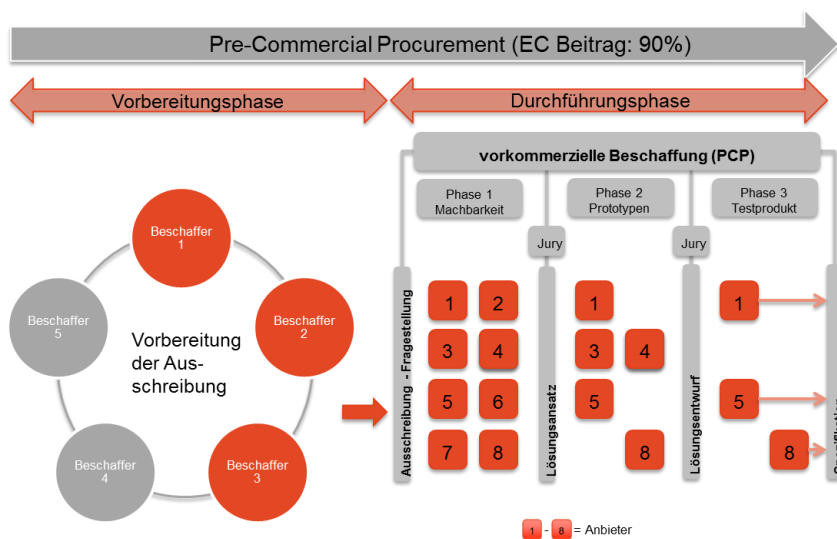 Pre-Commercial Procurement (EC Beitrag: 90%)
Vorbereitungsphase
Durchführungsphase
Beschaffer
1
Beschaffer
2
Beschaffer
3
Beschaffer
4
Beschaffer
5
Vorbereitung
der Aus-
schreibung
vorkommerzielle Beschaffung (PCP)
Phase 1
Machbarkeit
Phase 2
Prototypen
Phase 3
Testprodukt
Jury
Jury
Ausschreibung - Fragestellung
Lösungsansatz
Lösungsentwurf
1 2
3 4
5 6
7 8
1
3 4
5
8
1
5
8
1 - 8 = Anbieter